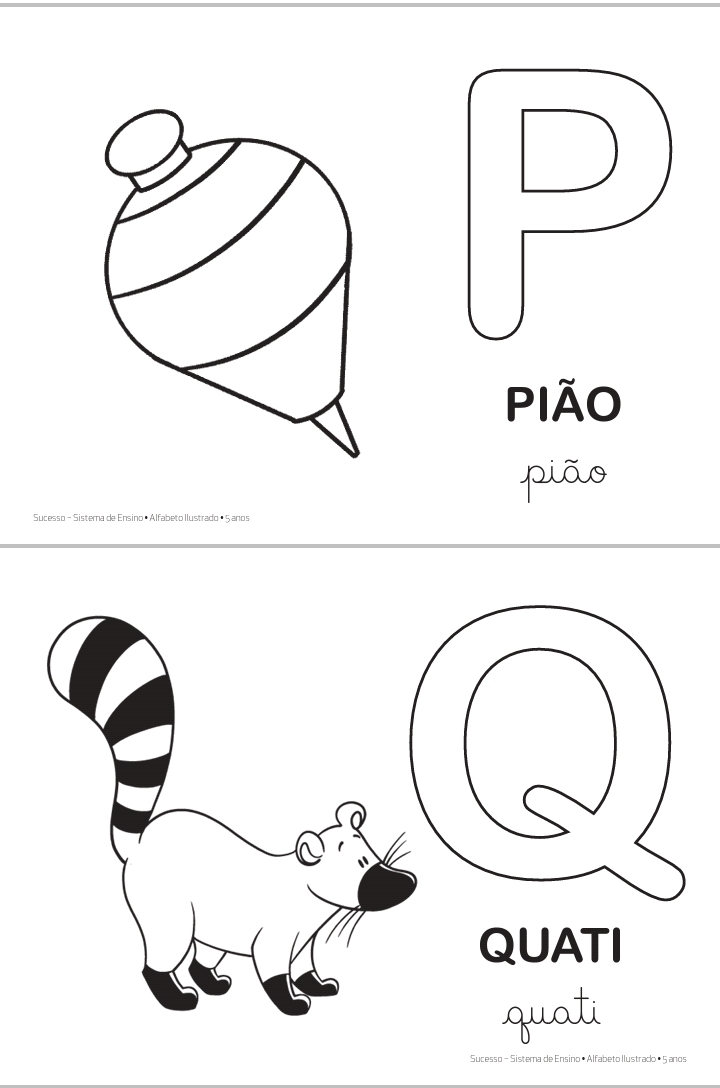 P
PIÃO
pião
Sucesso – Sistema de Ensino • Alfabeto Ilustrado • 5 anos
Q
QUATI
quati
Sucesso – Sistema de Ensino • Alfabeto Ilustrado • 5 anos